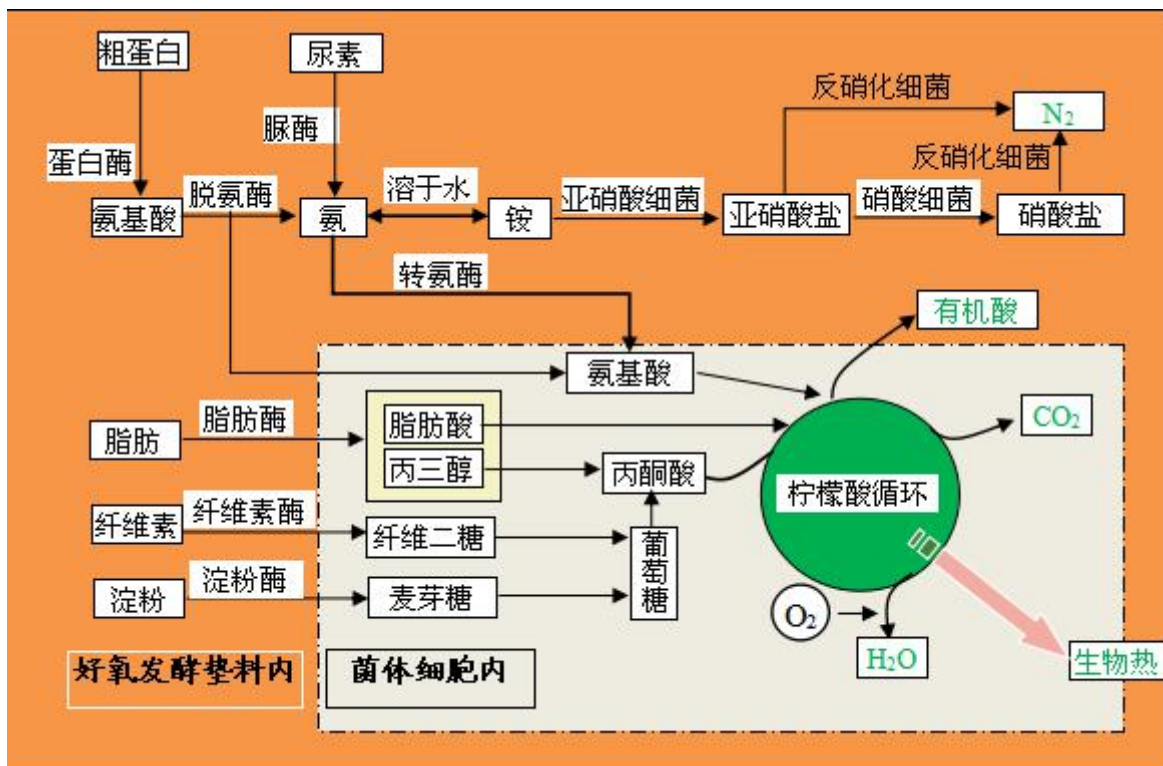 粗蛋白
尿素
反硝化细菌
N₂
脲酶
蛋白酶
反硝化细菌
脱氨酶
溶于水
亚硝酸细菌
硝酸细菌
氨基酸
氨
铵
亚硝酸盐
硝酸盐
转氨酶
有机酸
氨基酸
脂肪酶
脂肪酸
CO₂
脂肪
丙三醇
丙酮酸
柠檬酸循环
纤维素酶
纤维素
纤维二糖
葡萄糖
淀粉酶
淀粉
麦芽糖
O₂
好氧发酵垫料内
菌体细胞内
H₂O
生物热